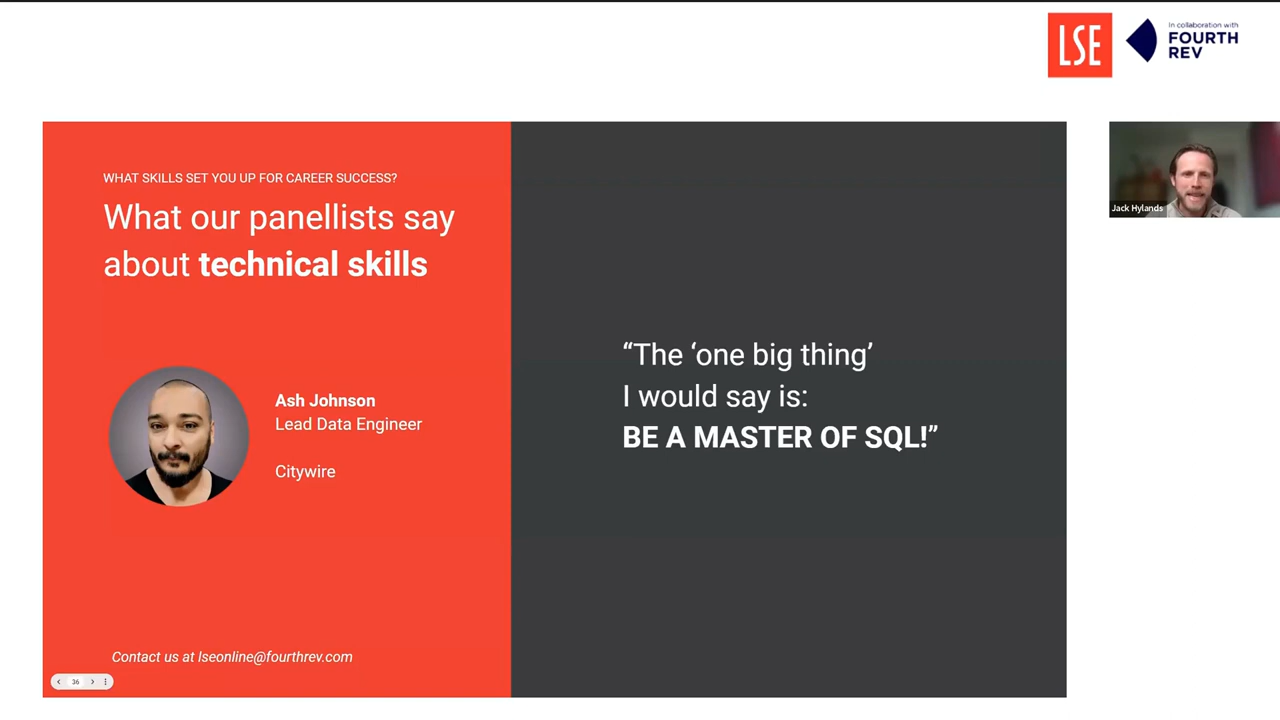 LSE
In collaboration with
FOURTH
REV
WHAT SKILLS SET YOU UP FOR CAREER SUCCESS?
What our panellists say
about technical skills
Ash Johnson
Lead Data Engineer
Citywire
“The ‘one big thing’
I would say is:
BE A MASTER OF SQL!”
Jack Hylands
Contact us at lseonline@fourthrev.com
36